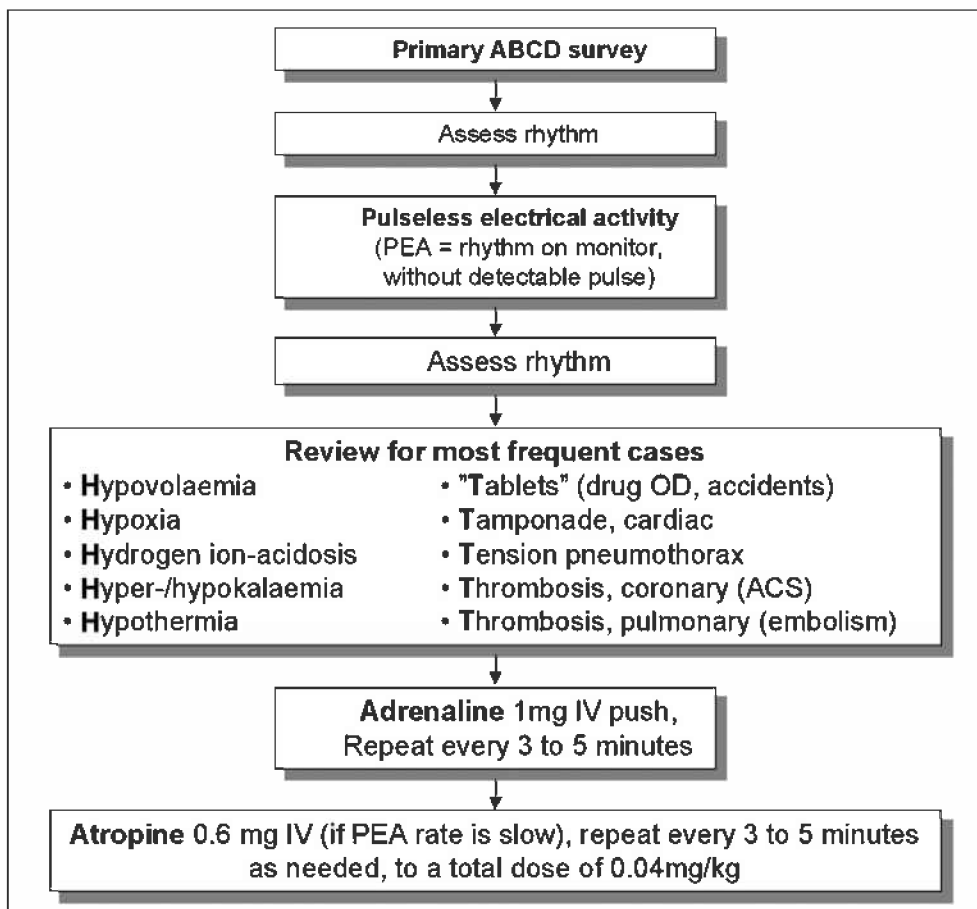 Primary ABCD survey
Assess rhythm
Pulseless electrical activity
(PEA = rhythm on monitor,
without detectable pulse)
Assess rhythm
Review for most frequent cases
• Hypovolaemia
• Hypoxia
• Hydrogen ion-acidosis
• Hyper-/hypokalaemia
• Hypothermia
• "Tablets" (drug OD, accidents)
• Tamponade, cardiac
• Tension pneumothorax
• Thrombosis, coronary (ACS)
• Thrombosis, pulmonary (embolism)
Adrenaline 1mg IV push,
Repeat every 3 to 5 minutes
Atropine 0.6 mg IV (if PEA rate is slow), repeat every 3 to 5 minutes
as needed, to a total dose of 0.04mg/kg